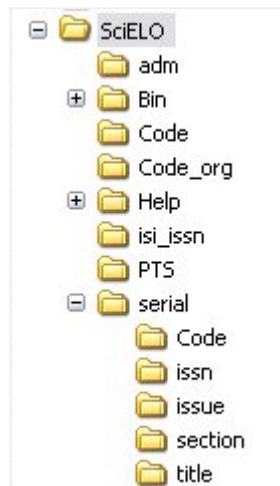 SciELO
adm
Bin
Code
Code_org
Help
isi_issn
PTS
serial
Code
issn
issue
section
title